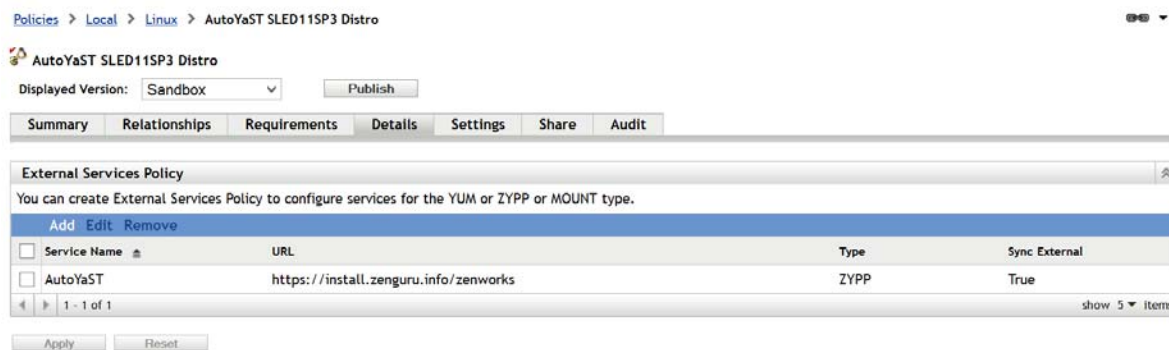 Policies > Local > Linux > AutoYaST SLED11SP3 Distro
AutoYaST SLED11SP3 Distro
Displayed Version: Sandbox Publish
Summary Relationships Requirements Details Settings Share Audit
External Services Policy
You can create External Services Policy to configure services for the YUM or ZYPP or MOUNT type.
Add Edit Remove
Service Name URL Type Sync External
AutoYaST https://install.zenguru.info/zenworks ZYPP True
1 - 1 of 1 show 5 items
Apply Reset